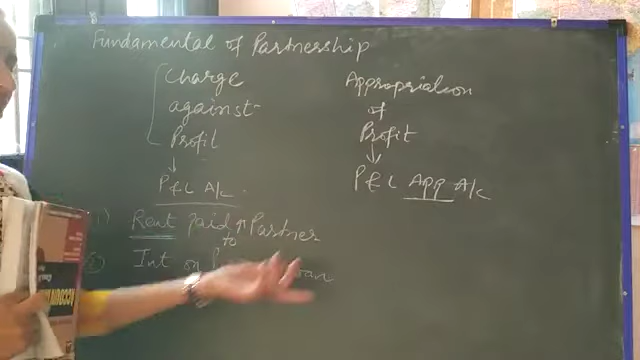 Fundamental of Partnership
Charge
against
Profit
P&L A/c
Appropriation
of
Profit
P&L APP A/c
1) Rent paid to Partner
2) Int on